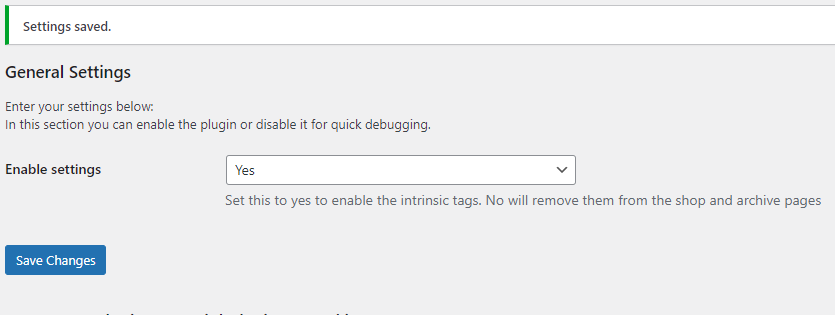 Settings saved.
General Settings
Enter your settings below:
In this section you can enable the plugin or disable it for quick debugging.
Enable settings
Yes
Set this to yes to enable the intrinsic tags. No will remove them from the shop and archive pages
Save Changes